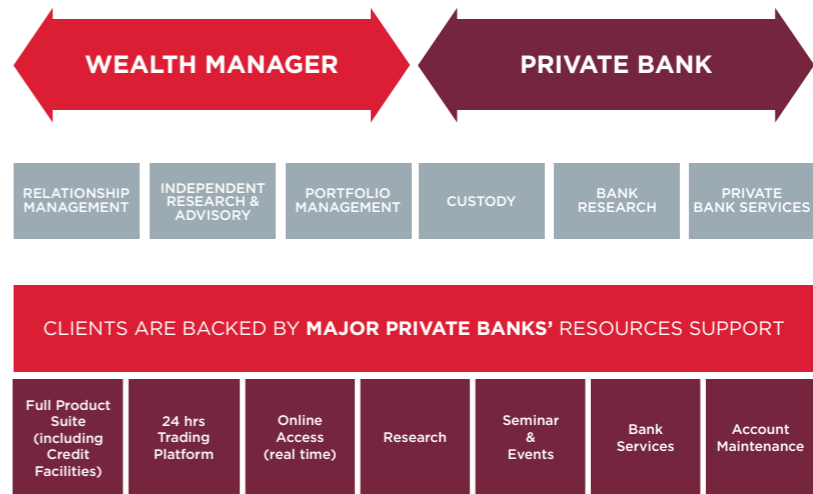 WEALTH MANAGER
PRIVATE BANK
RELATIONSHIP
MANAGEMENT
INDEPENDENT
RESEARCH &
ADVISORY
PORTFOLIO
MANAGEMENT
CUSTODY
BANK
RESEARCH
PRIVATE
BANK SERVICES
CLIENTS ARE BACKED BY MAJOR PRIVATE BANKS’ RESOURCES SUPPORT
Full Product
Suite
(including
Credit
Facilities)
24 hrs
Trading
Platform
Online
Access
(real time)
Research
Seminar
&
Events
Bank
Services
Account
Maintenance